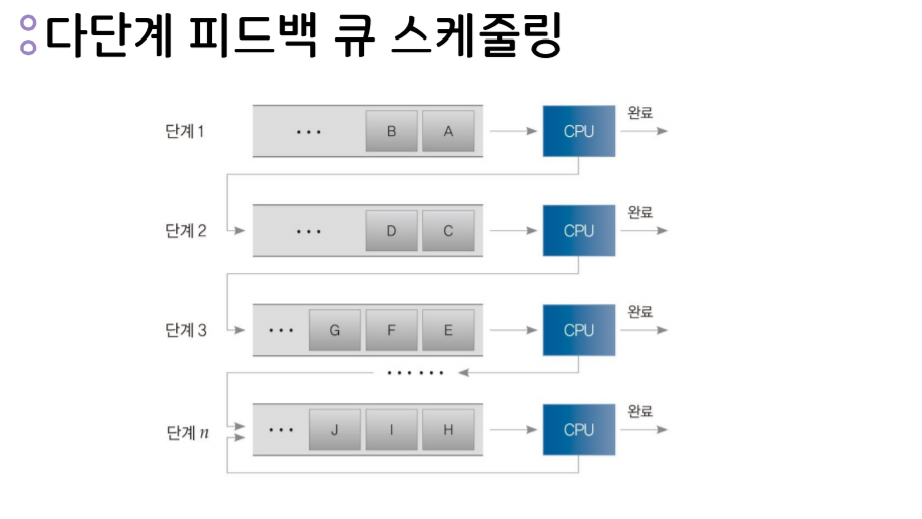 다단계 피드백 큐 스케줄링
단계 1 ··· B A CPU 완료
단계 2 ··· D C CPU 완료
단계 3 ··· G F E CPU 완료
······
단계 n ··· J I H CPU 완료